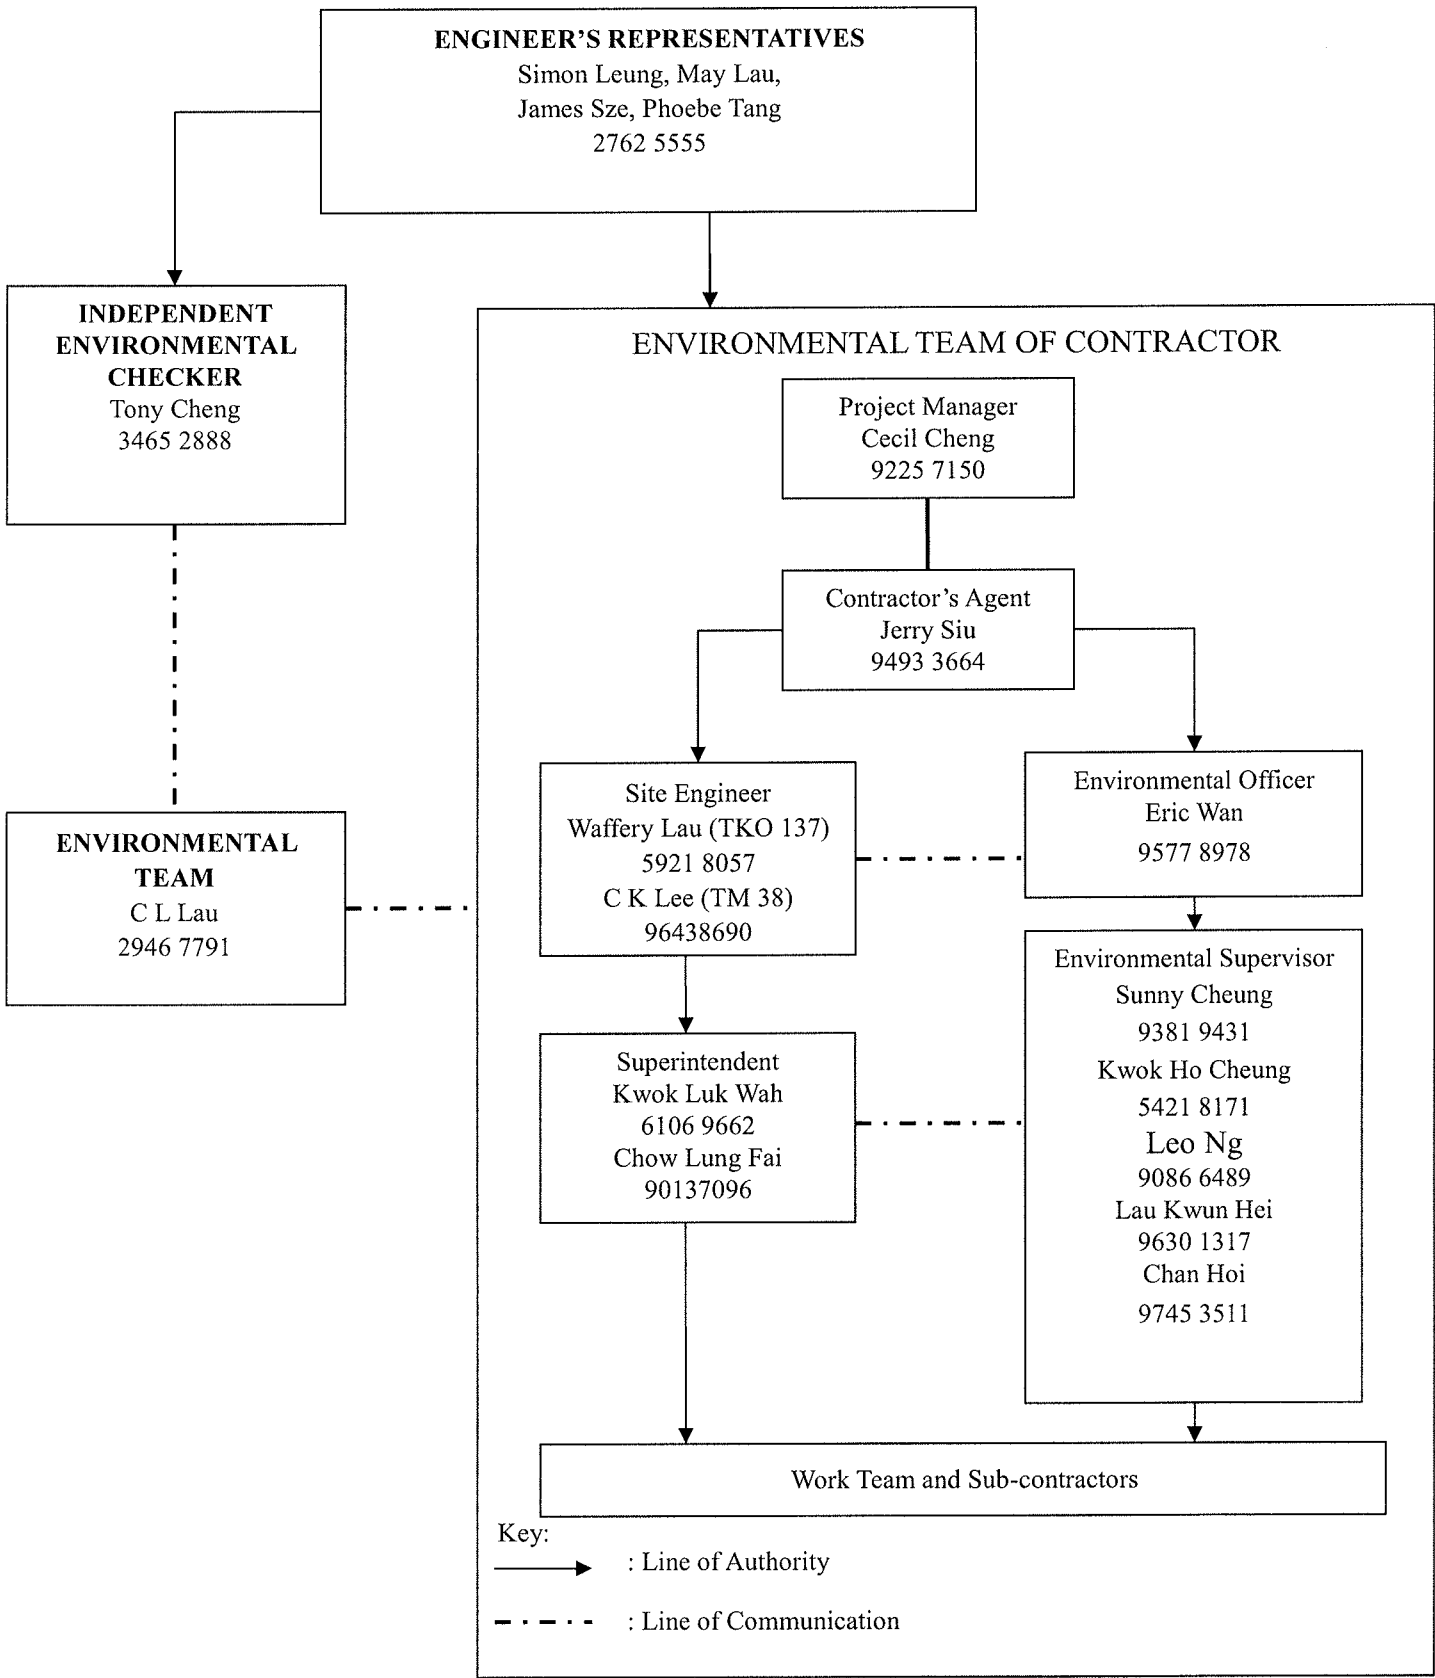 ENGINEER’S REPRESENTATIVES
Simon Leung, May Lau,
James Sze, Phoebe Tang
2762 5555
INDEPENDENT
ENVIRONMENTAL
CHECKER
Tony Cheng
3465 2888
ENVIRONMENTAL
TEAM
C L Lau
2946 7791
ENVIRONMENTAL TEAM OF CONTRACTOR
Project Manager
Cecil Cheng
9225 7150
Contractor’s Agent
Jerry Siu
9493 3664
Site Engineer
Waffery Lau (TKO 137)
5921 8057
C K Lee (TM 38)
96438690
Environmental Officer
Eric Wan
9577 8978
Superintendent
Kwok Luk Wah
6106 9662
Chow Lung Fai
90137096
Environmental Supervisor
Sunny Cheung
9381 9431
Kwok Ho Cheung
5421 8171
Leo Ng
9086 6489
Lau Kwun Hei
9630 1317
Chan Hoi
9745 3511
Work Team and Sub-contractors
Key:
: Line of Authority
: Line of Communication